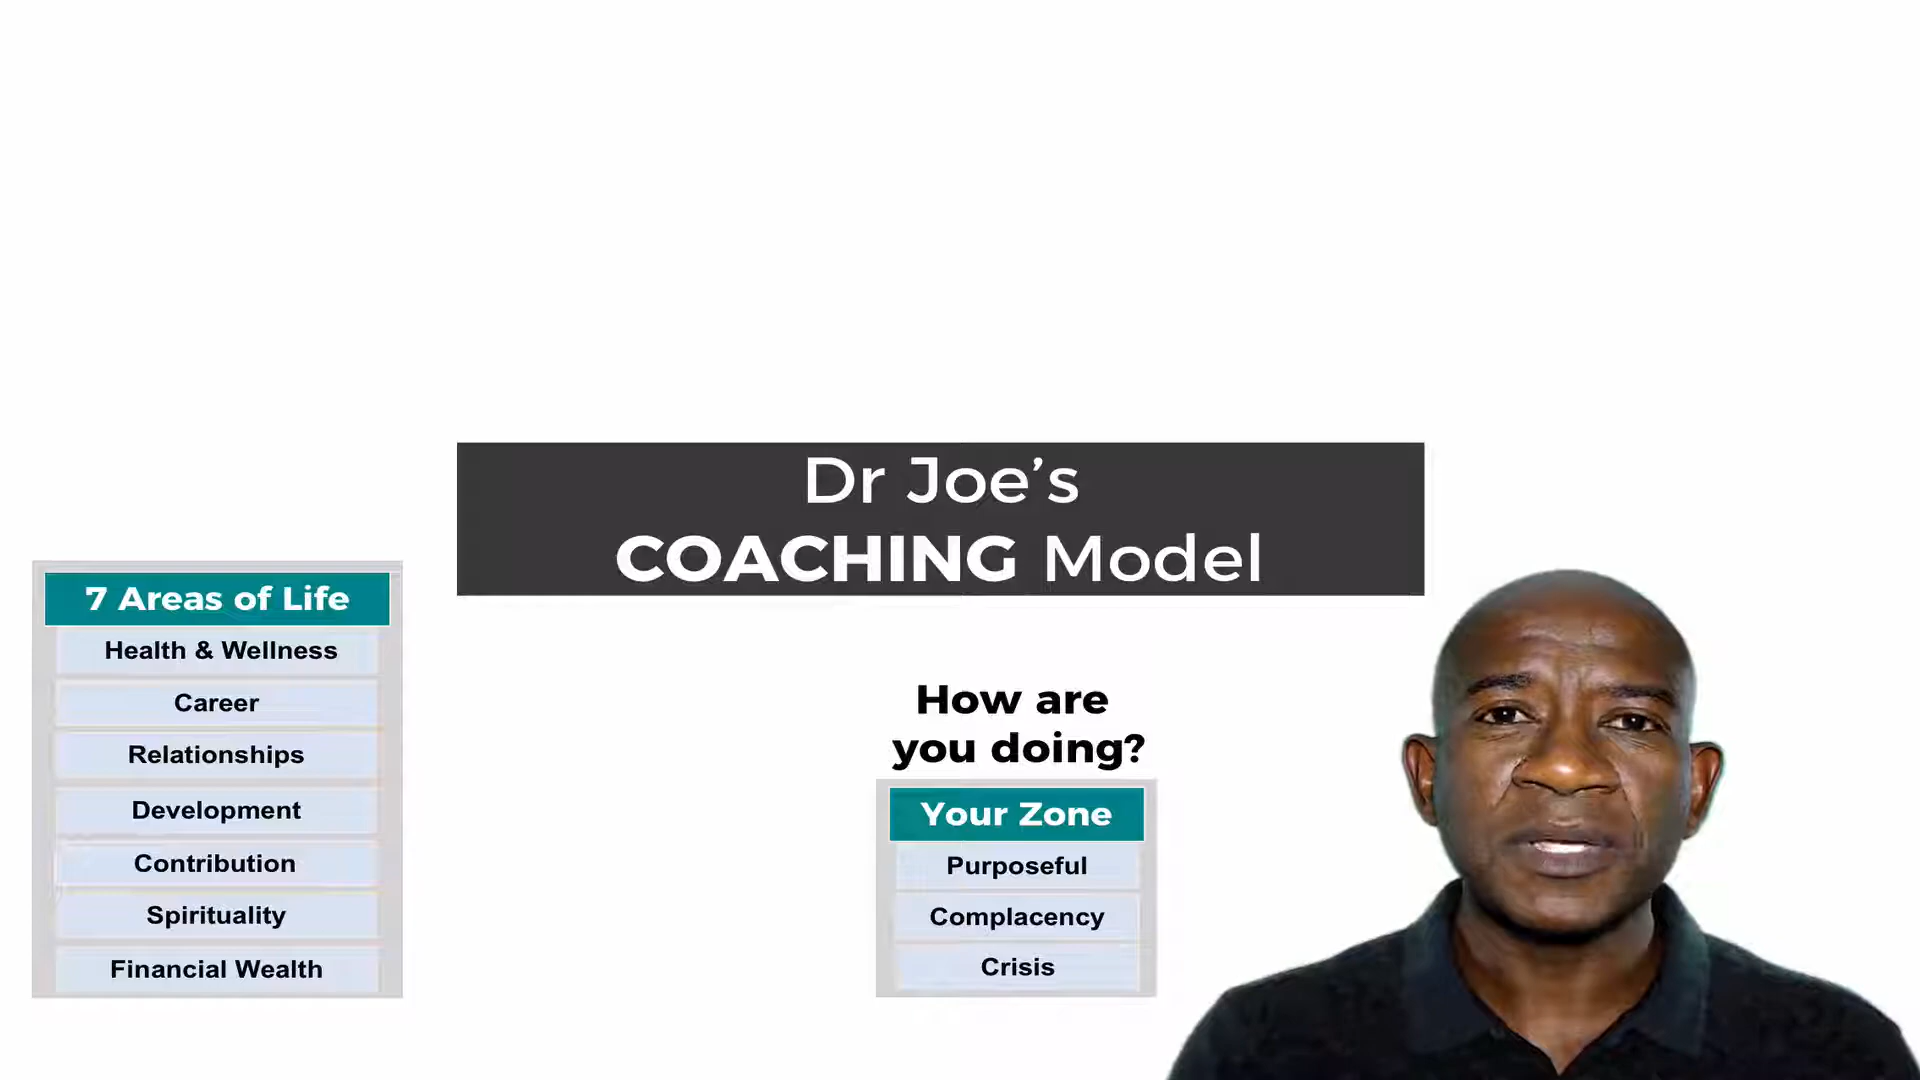 Dr Joe’s
COACHING Model
7 Areas of Life
Health & Wellness
Career
Relationships
Development
Contribution
Spirituality
Financial Wealth
How are
you doing?
Your Zone
Purposeful
Complacency
Crisis